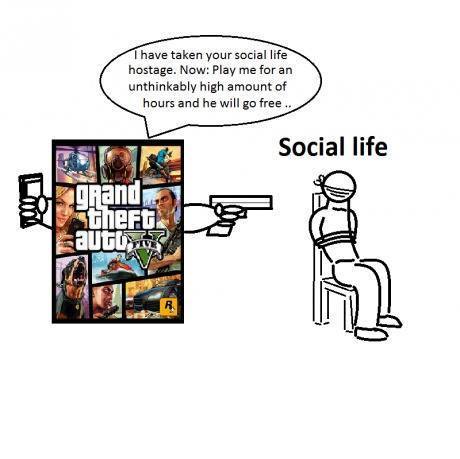 I have taken your social life
hostage. Now: Play me for an
unthinkably high amount of
hours and he will go free ..
Social life
grand
theft
auto
V
FIVE
R